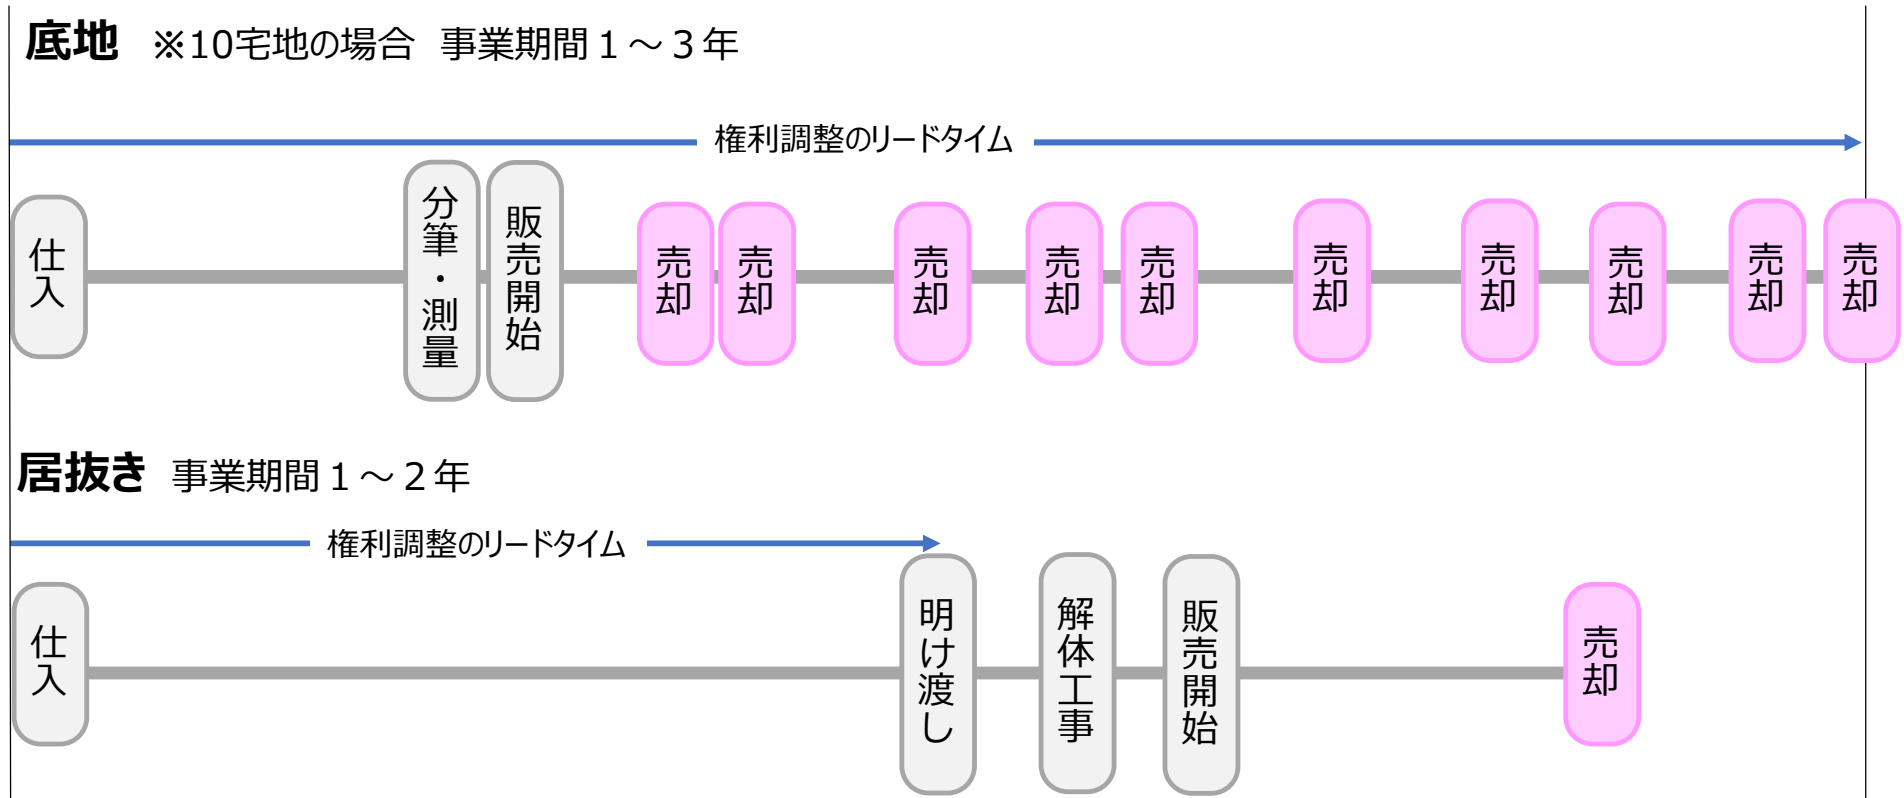 底地 ※10宅地の場合 事業期間１～３年
権利調整のリードタイム
仕入
分筆・測量
販売開始
売却
売却
売却
売却
売却
売却
売却
売却
売却
売却
居抜き 事業期間１～２年
権利調整のリードタイム
仕入
明け渡し
解体工事
販売開始
売却